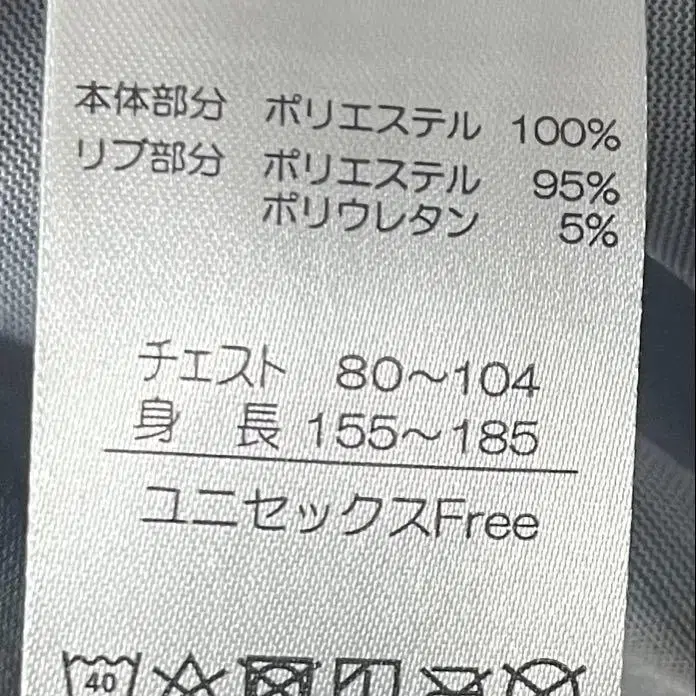 本体部分 ポリエステル 100%
リブ部分 ポリエステル 95%
ポリウレタン 5%
チェスト 80〜104
身 長 155〜185
ユニセックスFree
40